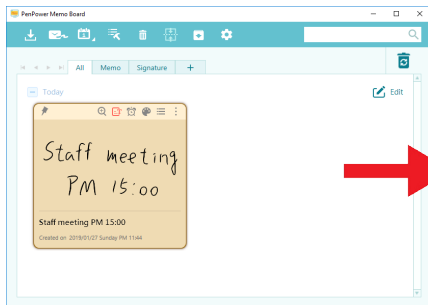 PenPower Memo Board
All Memo Signature +
Today
Edit
Staff meeting
PM 15:00
Staff meeting PM 15:00
Created on 2019/01/27 Sunday PM 11:44